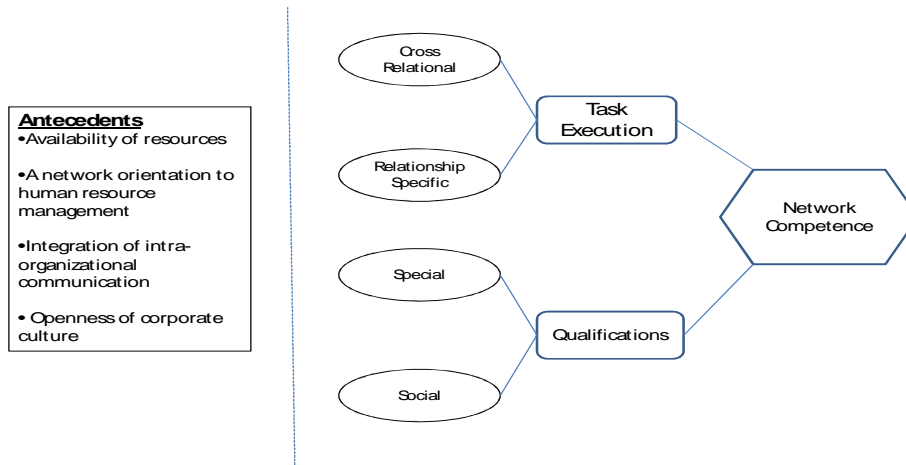 Antecedents
•Availability of resources
•A network orientation to
human resource
management
•Integration of intra-
organizational
communication
• Openness of corporate
culture
Cross
Relational
Relationship
Specific
Task
Execution
Special
Social
Qualifications
Network
Competence